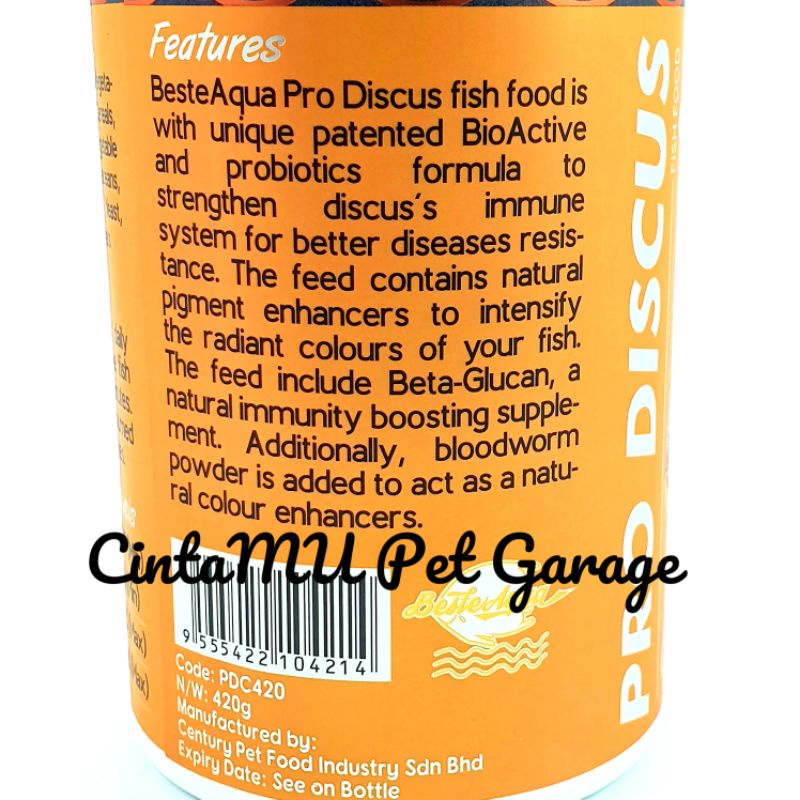 Features
BesteAqua Pro Discus fish food is
with unique patented BioActive
and probiotics formula to
strengthen discus´s immune
system for better diseases resis-
tance. The feed contains natural
pigment enhancers to intensify
the radiant colours of your fish.
The feed include Beta-Glucan, a
natural immunity boosting supple-
ment. Additionally, bloodworm
powder is added to act as a natu-
ral colour enhancers.
CintaMU Pet Garage
BesteAqua
9 555422 104214
Code: PDC420
N/W: 420g
Manufactured by:
Century Pet Food Industry Sdn Bhd
Expiry Date: See on Bottle
PRO DISCUS
FISH FOOD